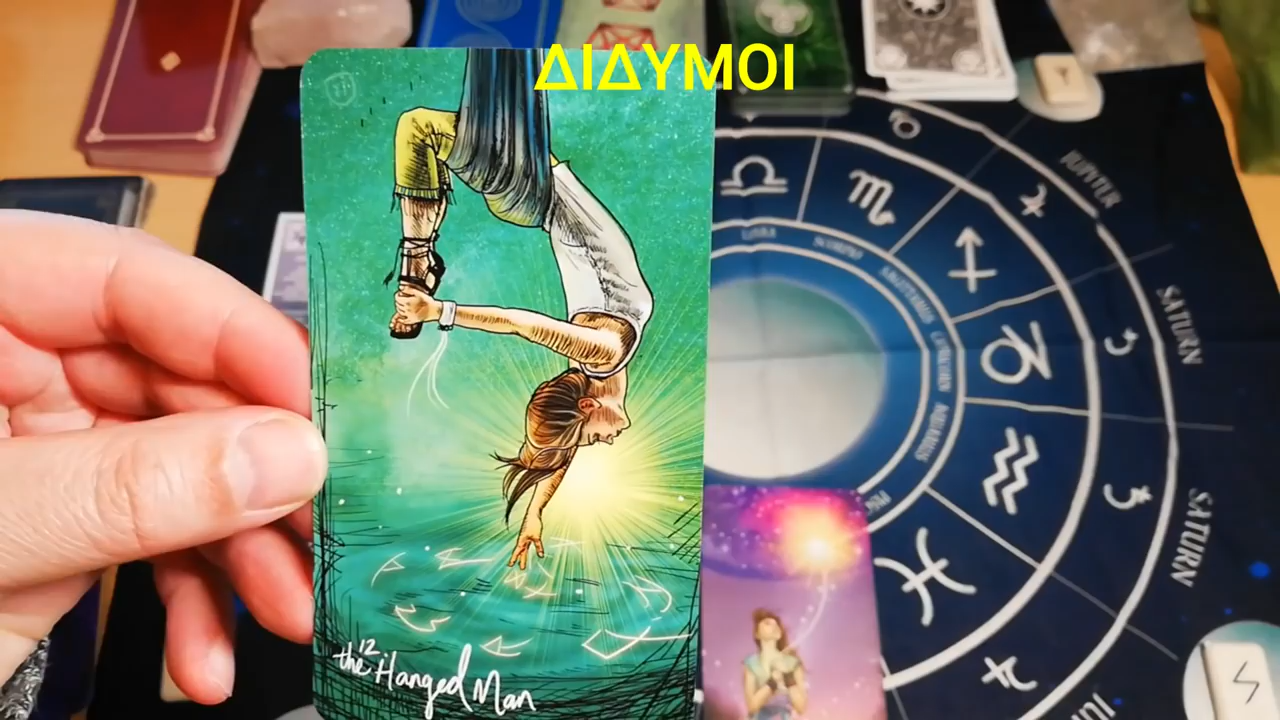 ΔΙΔΥΜΟΙ
JUPITER
SATURN
SATURN
LIBRA
SCORPIO
SAGITTARIUS
CAPRICORN
AQUARIUS
the 12 Hanged Man